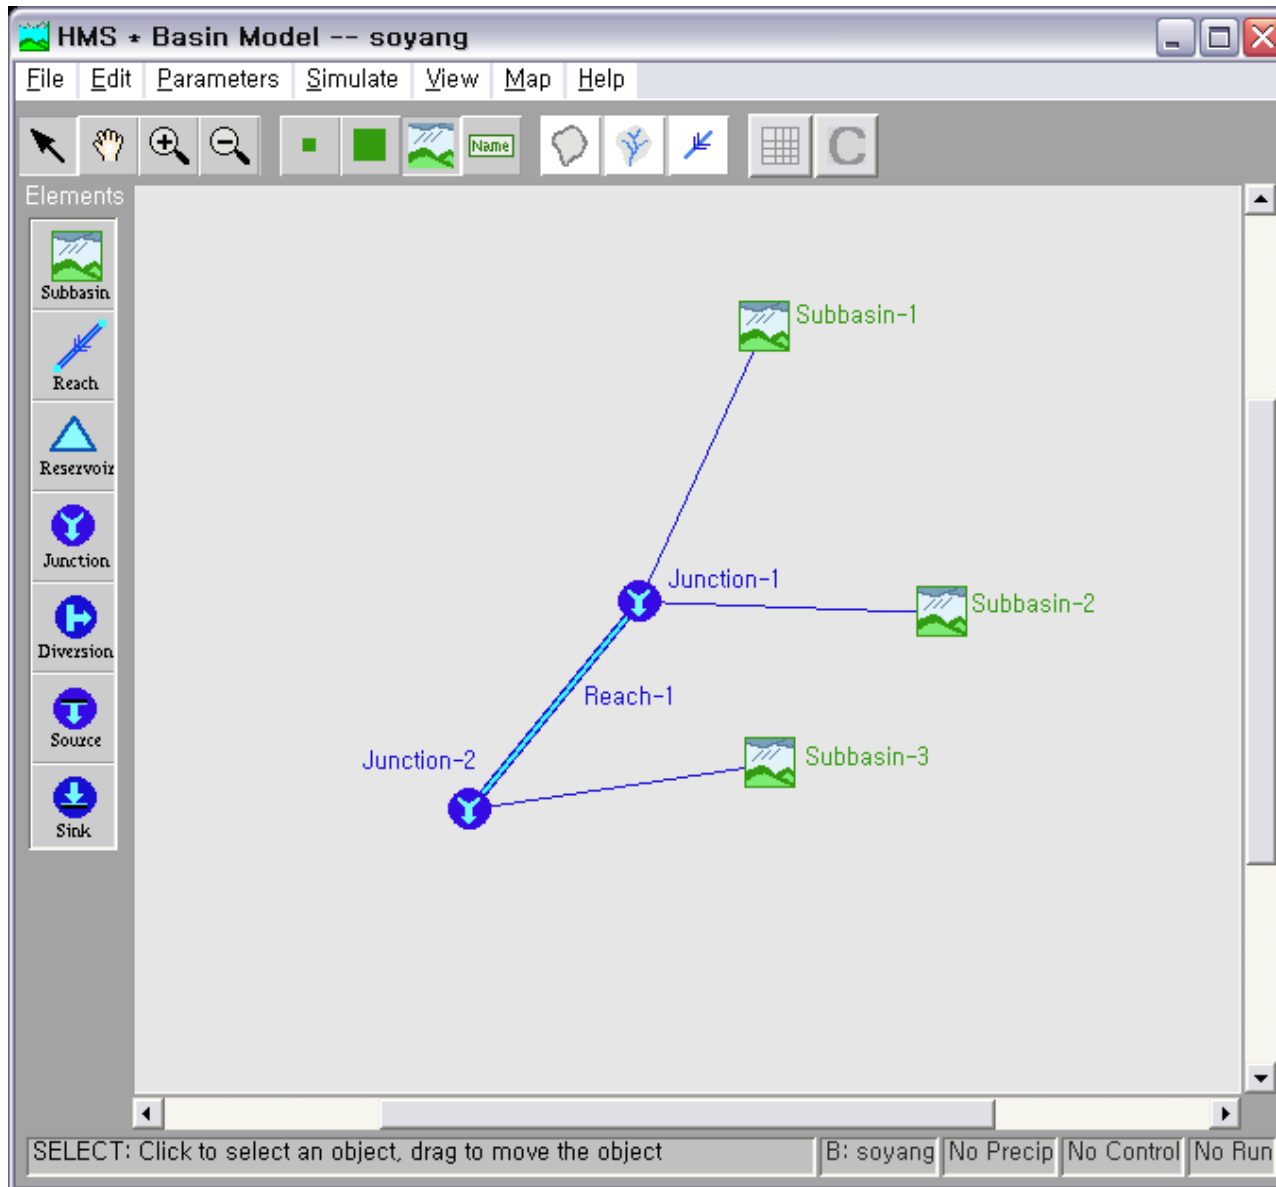 HMS * Basin Model -- soyang
File Edit Parameters Simulate View Map Help
Name
C
Elements
Subbasin
Reach
Reservoir
Junction
Diversion
Source
Sink
Subbasin-1
Junction-1
Subbasin-2
Reach-1
Junction-2
Subbasin-3
SELECT: Click to select an object, drag to move the object
B: soyang No Precip No Control No Run